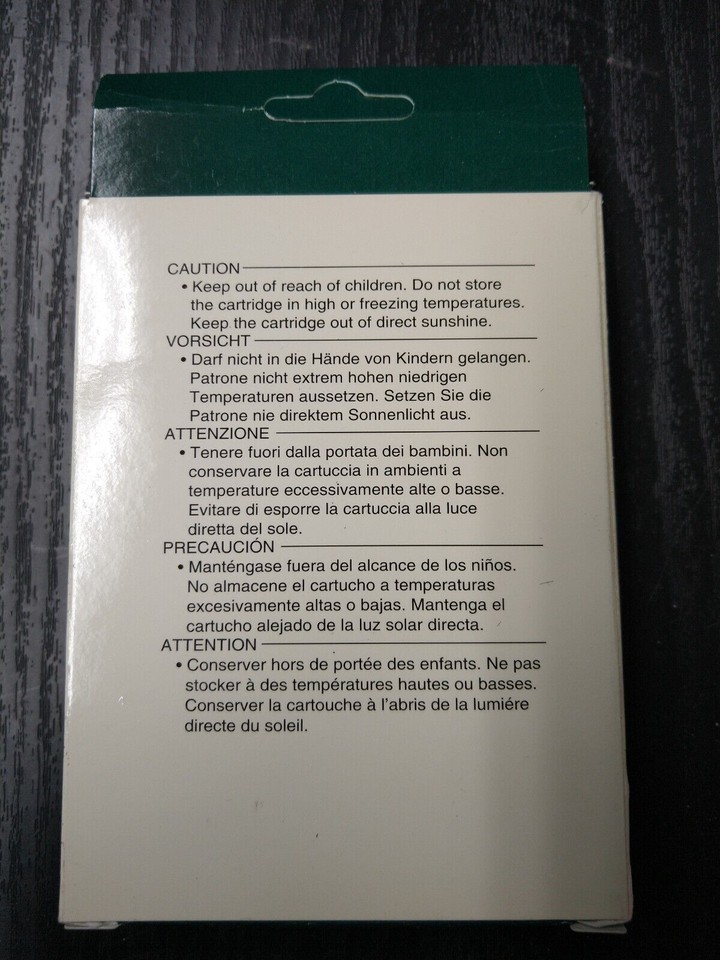 CAUTION
• Keep out of reach of children. Do not store
the cartridge in high or freezing temperatures.
Keep the cartridge out of direct sunshine.
VORSICHT
• Darf nicht in die Hände von Kindern gelangen.
Patrone nicht extrem hohen niedrigen
Temperaturen aussetzen. Setzen Sie die
Patrone nie direktem Sonnenlicht aus.
ATTENZIONE
• Tenere fuori dalla portata dei bambini. Non
conservare la cartuccia in ambienti a
temperature eccessivamente alte o basse.
Evitare di esporre la cartuccia alla luce
diretta del sole.
PRECAUCIÓN
• Manténgase fuera del alcance de los niños.
No almacene el cartucho a temperaturas
excesivamente altas o bajas. Mantenga el
cartucho alejado de la luz solar directa.
ATTENTION
• Conserver hors de portée des enfants. Ne pas
stocker à des températures hautes ou basses.
Conserver la cartouche à l'abris de la lumiére
directe du soleil.